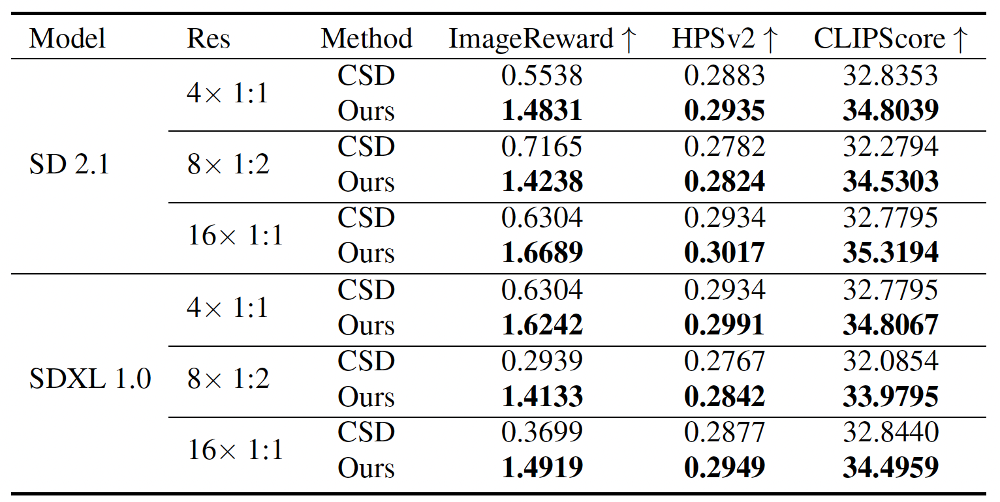 Model Res Method ImageReward ↑ HPSv2 ↑ CLIPScore ↑
SD 2.1 4× 1:1 CSD 0.5538 0.2883 32.8353
Ours 1.4831 0.2935 34.8039
8× 1:2 CSD 0.7165 0.2782 32.2794
Ours 1.4238 0.2824 34.5303
16× 1:1 CSD 0.6304 0.2934 32.7795
Ours 1.6689 0.3017 35.3194
SDXL 1.0 4× 1:1 CSD 0.6304 0.2934 32.7795
Ours 1.6242 0.2991 34.8067
8× 1:2 CSD 0.2939 0.2767 32.0854
Ours 1.4133 0.2842 33.9795
16× 1:1 CSD 0.3699 0.2877 32.8440
Ours 1.4919 0.2949 34.4959